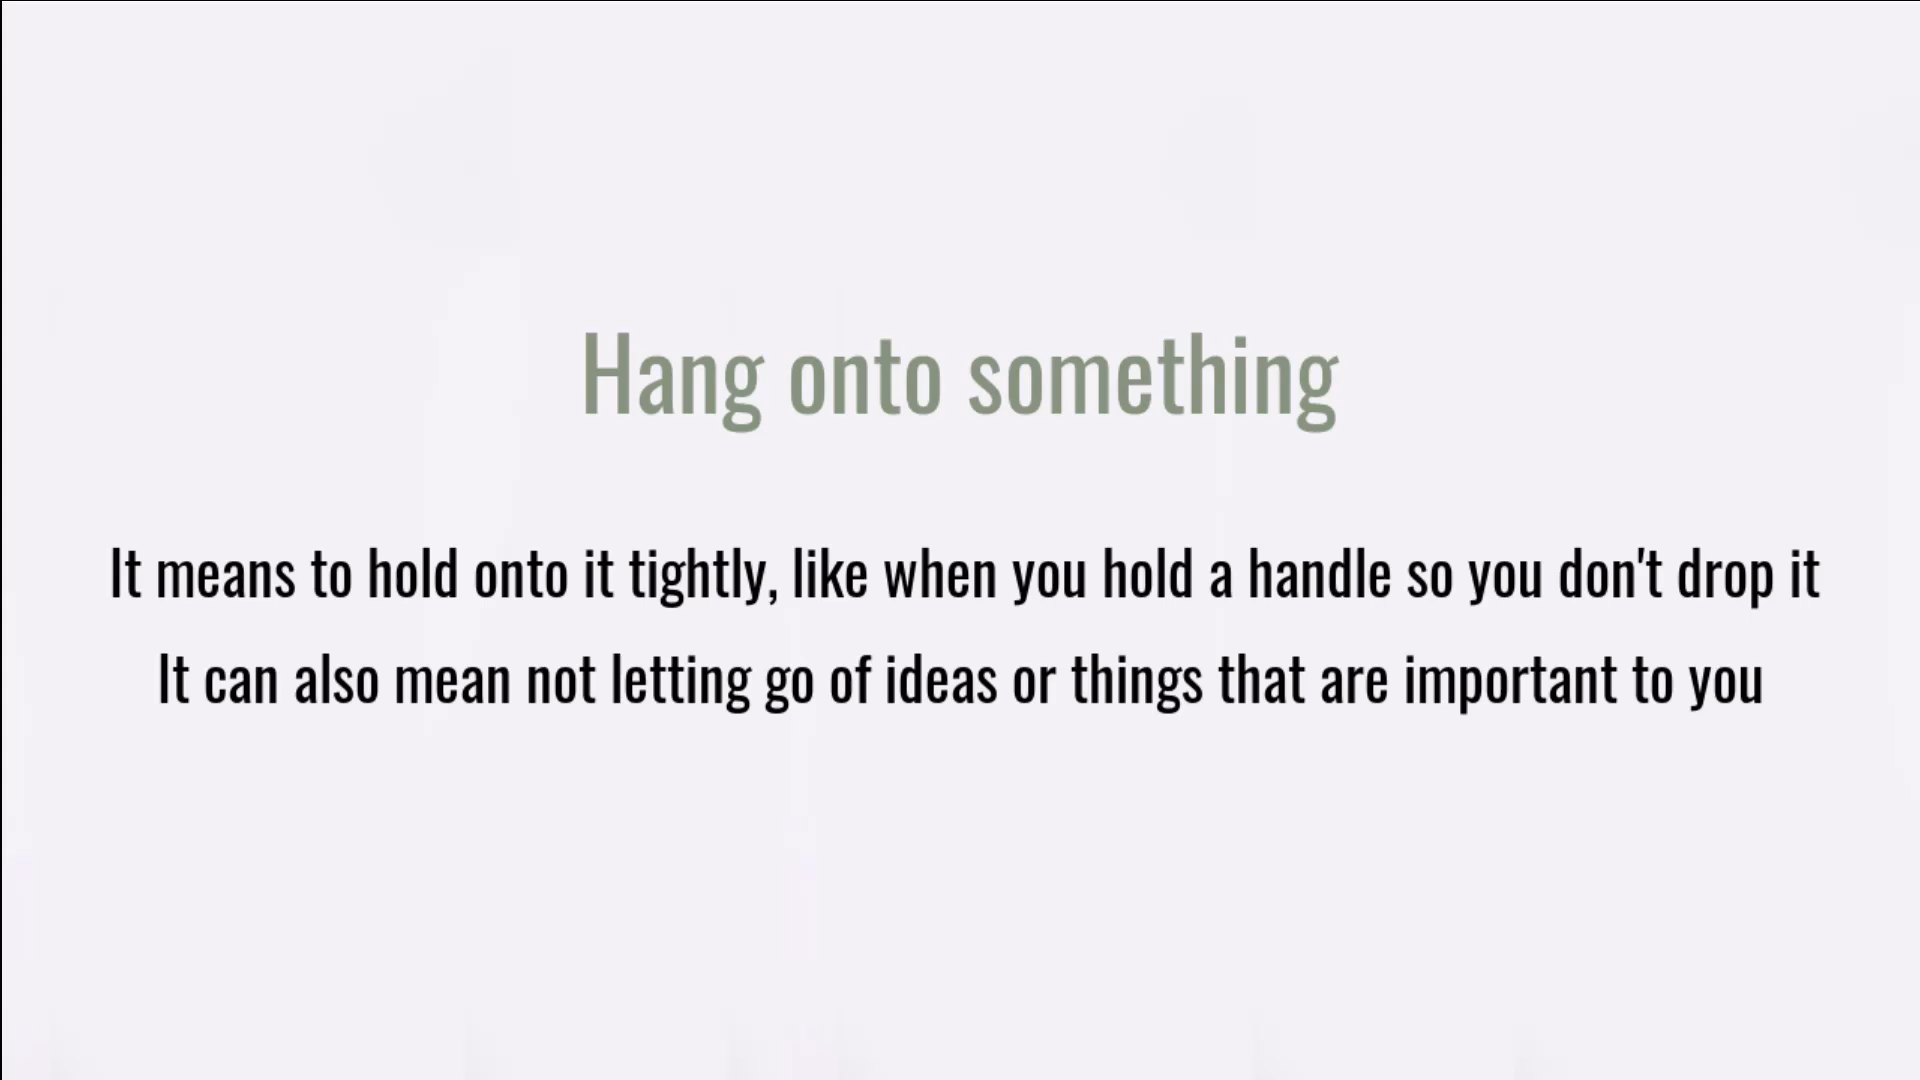 Hang onto something
It means to hold onto it tightly, like when you hold a handle so you don't drop it
It can also mean not letting go of ideas or things that are important to you